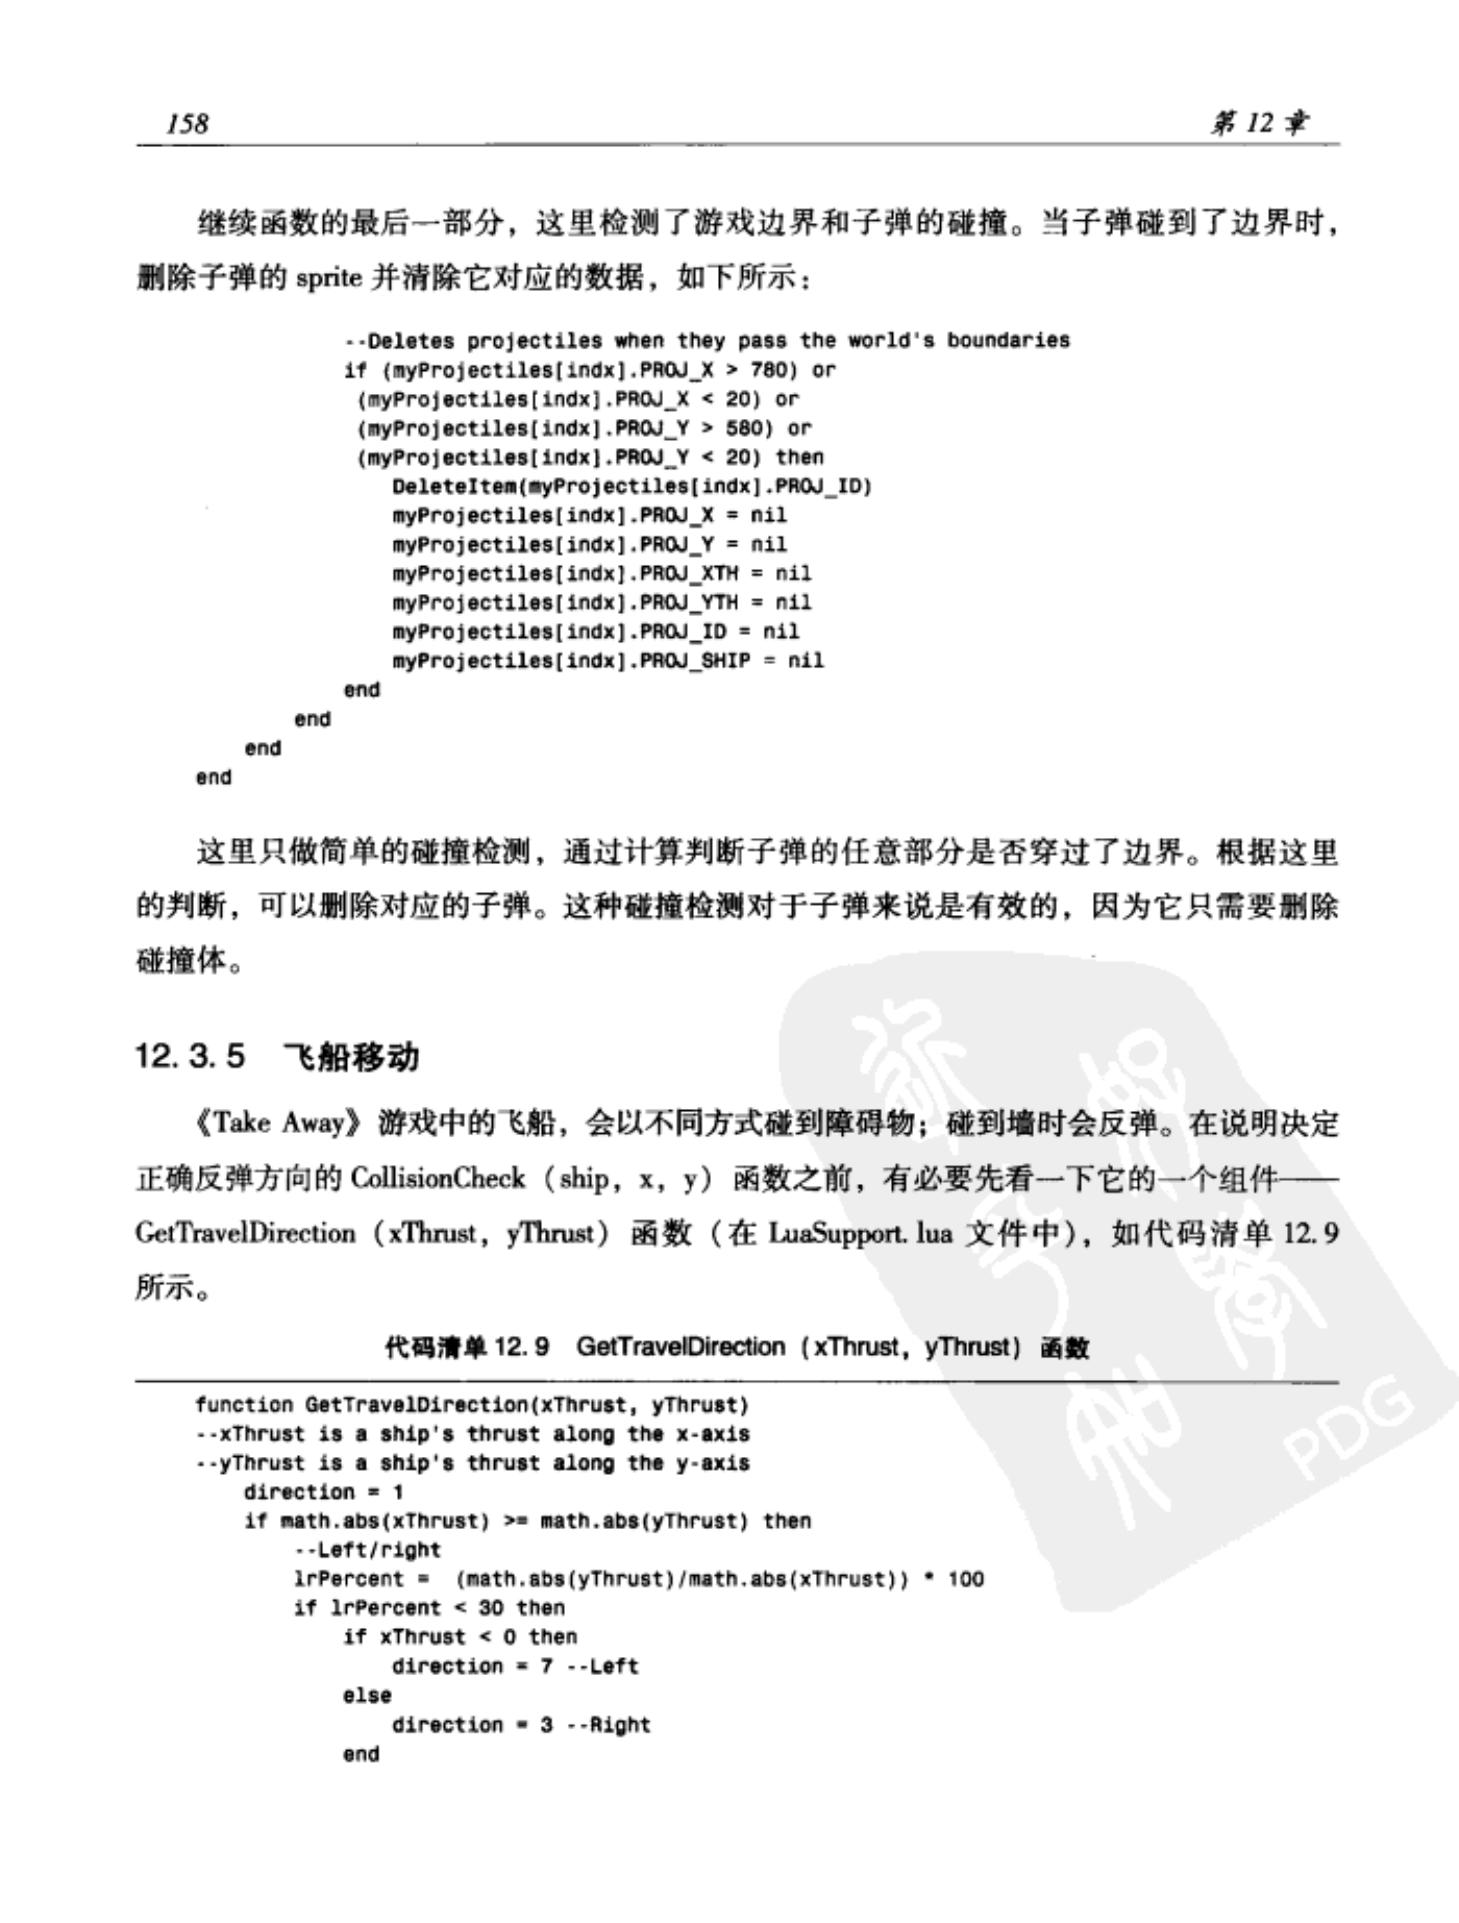 158
第 12 章
继续函数的最后一部分，这里检测了游戏边界和子弹的碰撞。当子弹碰到了边界时，
删除子弹的 sprite 并清除它对应的数据，如下所示：
--Deletes projectiles when they pass the world's boundaries
if (myProjectiles[indx].PROJ_X > 780) or
(myProjectiles[indx].PROJ_X < 20) or
(myProjectiles[indx].PROJ_Y > 580) or
(myProjectiles[indx].PROJ_Y < 20) then
DeleteItem(myProjectiles[indx].PROJ_ID)
myProjectiles[indx].PROJ_X = nil
myProjectiles[indx].PROJ_Y = nil
myProjectiles[indx].PROJ_XTH = nil
myProjectiles[indx].PROJ_YTH = nil
myProjectiles[indx].PROJ_ID = nil
myProjectiles[indx].PROJ_SHIP = nil
end
end
end
end
这里只做简单的碰撞检测，通过计算判断子弹的任意部分是否穿过了边界。根据这里
的判断，可以删除对应的子弹。这种碰撞检测对于子弹来说是有效的，因为它只需要删除
碰撞体。
12.3.5 飞船移动
《Take Away》游戏中的飞船，会以不同方式碰到障碍物；碰到墙时会反弹。在说明决定
正确反弹方向的 CollisionCheck（ship，x，y）函数之前，有必要先看一下它的一个组件——
GetTravelDirection（xThrust，yThrust）函数（在 LuaSupport.lua 文件中），如代码清单 12.9
所示。
代码清单 12.9 GetTravelDirection（xThrust，yThrust）函数
function GetTravelDirection(xThrust, yThrust)
--xThrust is a ship's thrust along the x-axis
--yThrust is a ship's thrust along the y-axis
direction = 1
if math.abs(xThrust) >= math.abs(yThrust) then
--Left/right
lrPercent = (math.abs(yThrust)/math.abs(xThrust)) * 100
if lrPercent < 30 then
if xThrust < 0 then
direction = 7 --Left
else
direction = 3 --Right
end
PDG